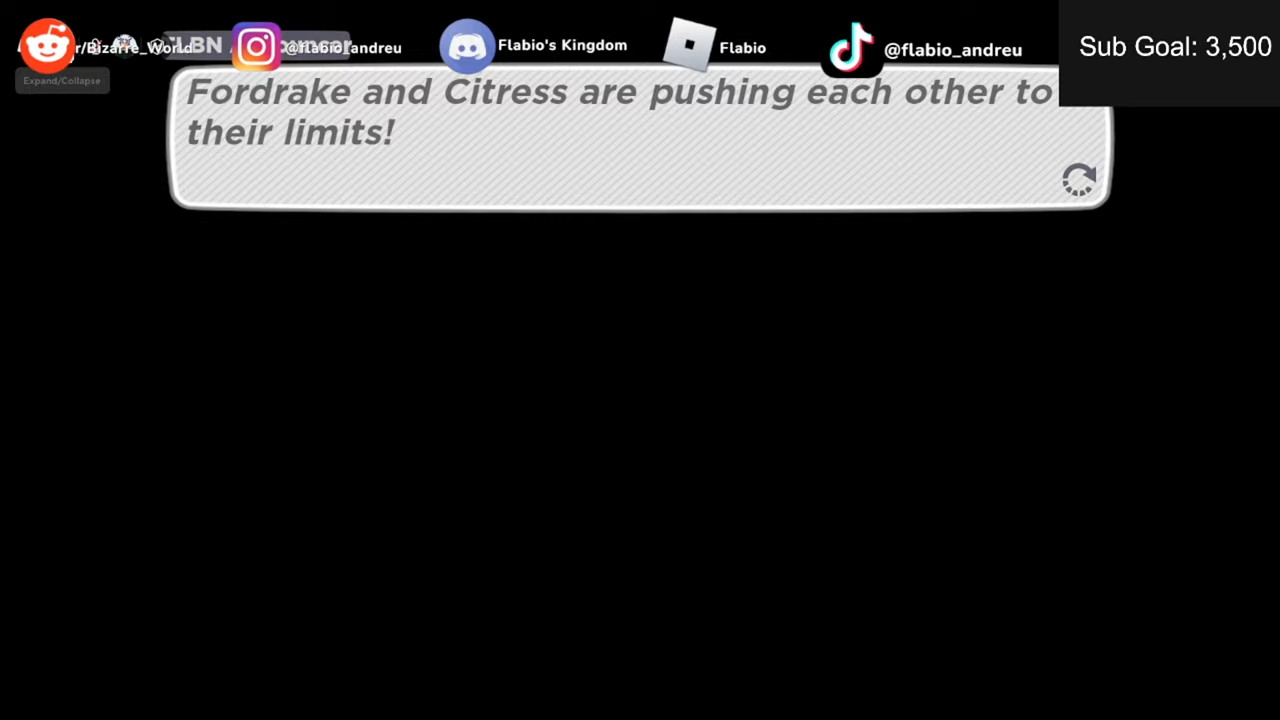 r/Bizarre_World
@flabio_andreu
Flabio's Kingdom
Flabio
@flabio_andreu
Sub Goal: 3,500
Expand/Collapse
Fordrake and Citress are pushing each other to
their limits!